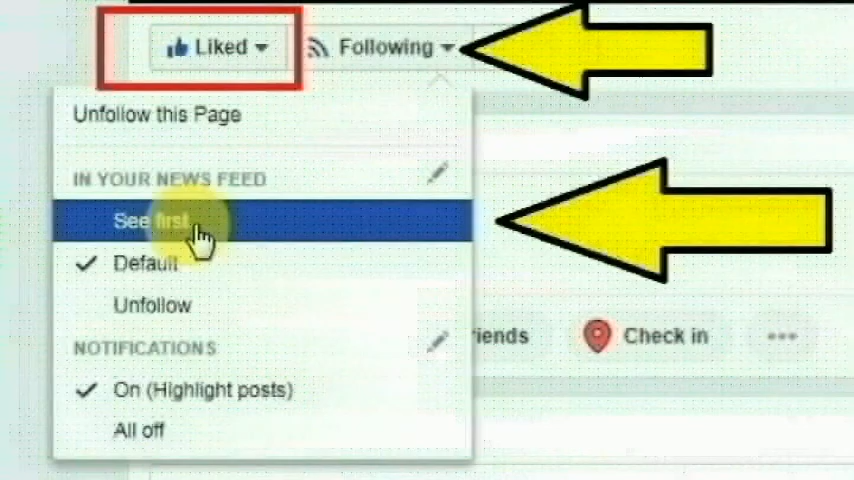 Liked Following
Unfollow this Page
IN YOUR NEWS FEED
See first
Default
Unfollow
riends Check in
NOTIFICATIONS
On (Highlight posts)
All off